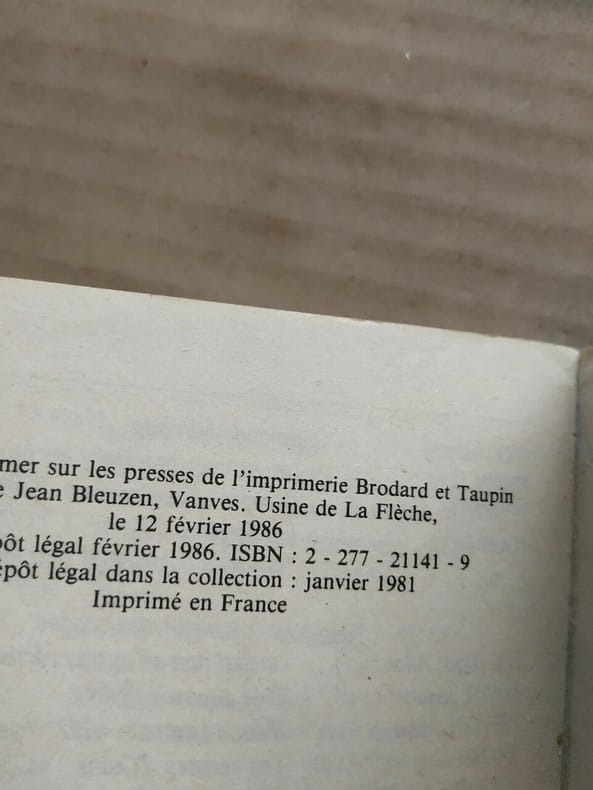 mer sur les presses de l'imprimerie Brodard et Taupin
e Jean Bleuzen, Vanves. Usine de La Flèche,
le 12 février 1986
ôt légal février 1986. ISBN : 2 - 277 - 21141 - 9
épôt légal dans la collection : janvier 1981
Imprimé en France